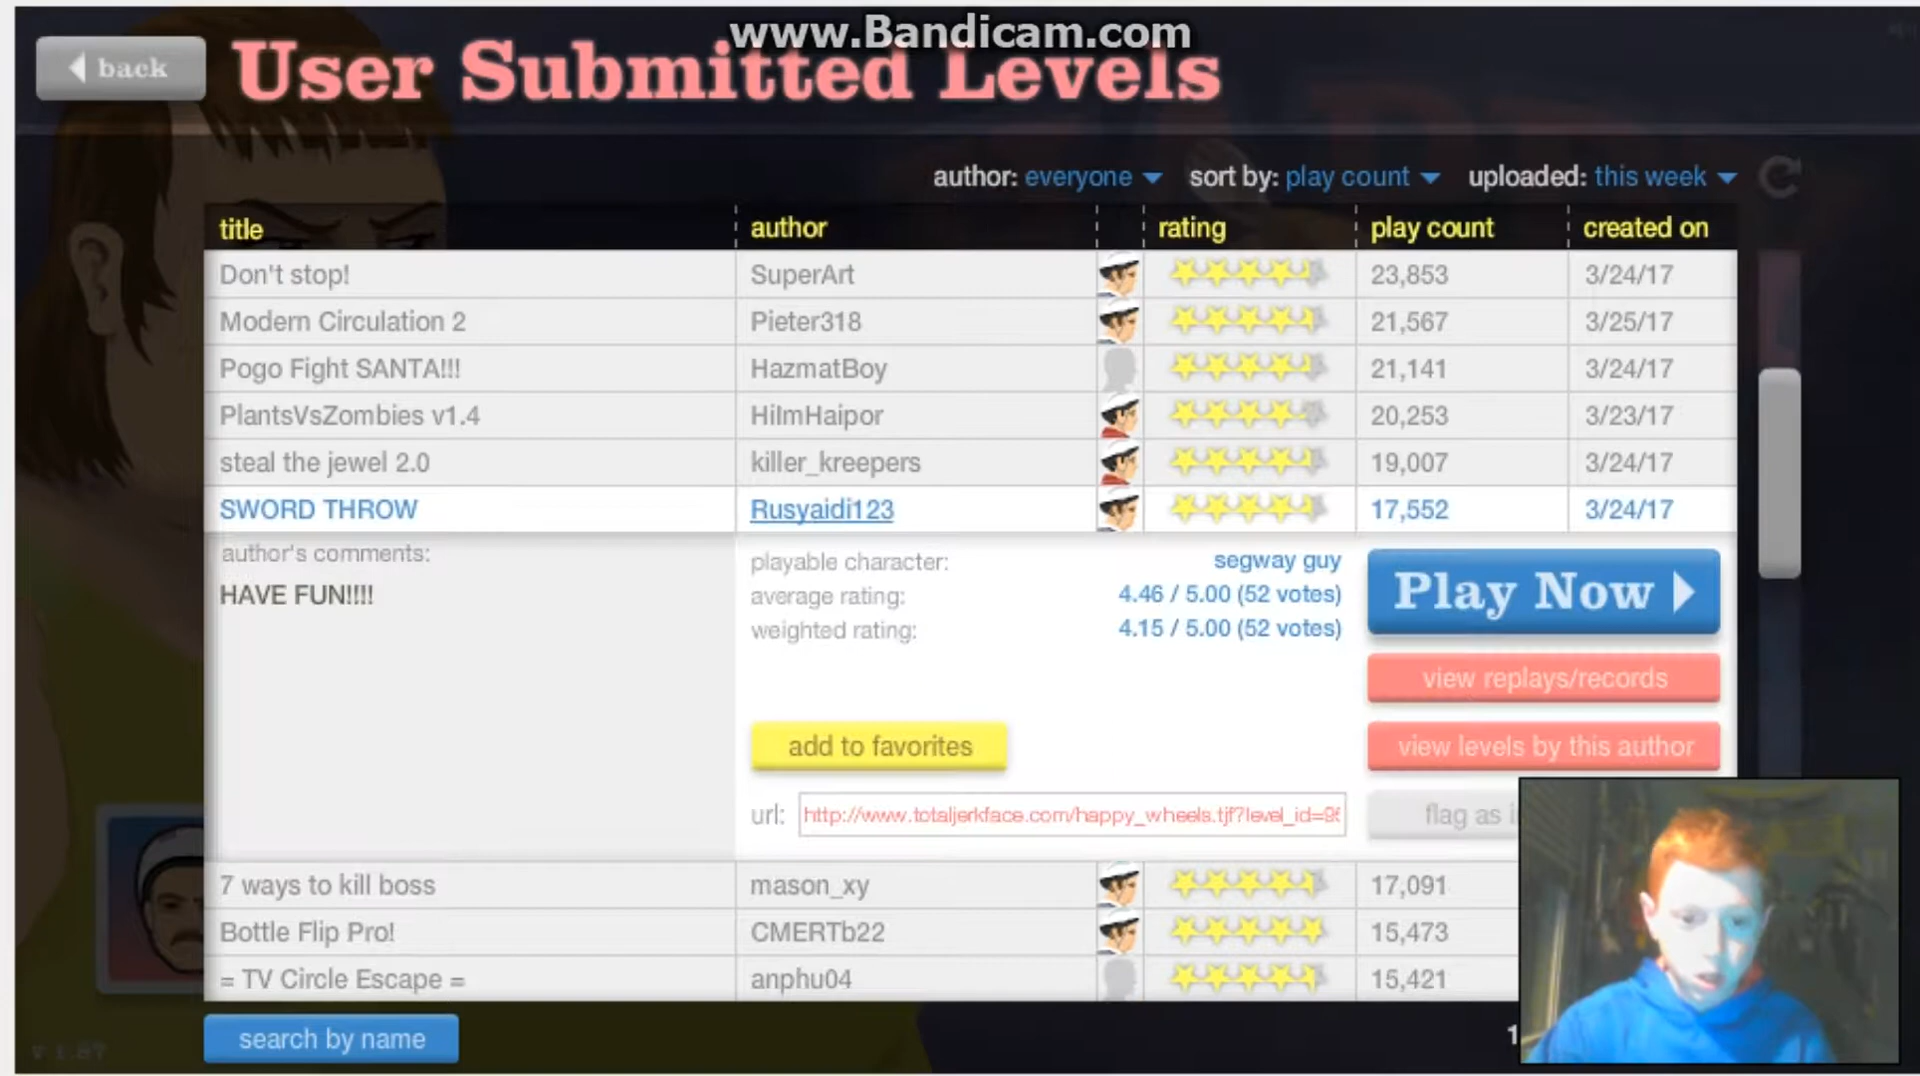 www.Bandicam.com
back
User Submitted Levels
author: everyone sort by: play count uploaded: this week
title author rating play count created on
Don't stop! SuperArt 23,853 3/24/17
Modern Circulation 2 Pieter318 21,567 3/25/17
Pogo Fight SANTA!!! HazmatBoy 21,141 3/24/17
PlantsVsZombies v1.4 HiImHaipor 20,253 3/23/17
steal the jewel 2.0 killer_kreepers 19,007 3/24/17
SWORD THROW Rusyaidi123 17,552 3/24/17
author's comments:
HAVE FUN!!!!
playable character: segway guy
average rating: 4.46 / 5.00 (52 votes)
weighted rating: 4.15 / 5.00 (52 votes)
Play Now
view replays/records
add to favorites
view levels by this author
url: http://www.totaljerkface.com/happy_wheels.tjf?level_id=9
flag as
7 ways to kill boss mason_xy 17,091
Bottle Flip Pro! CMERTb22 15,473
= TV Circle Escape = anphu04 15,421
search by name
v 1.87